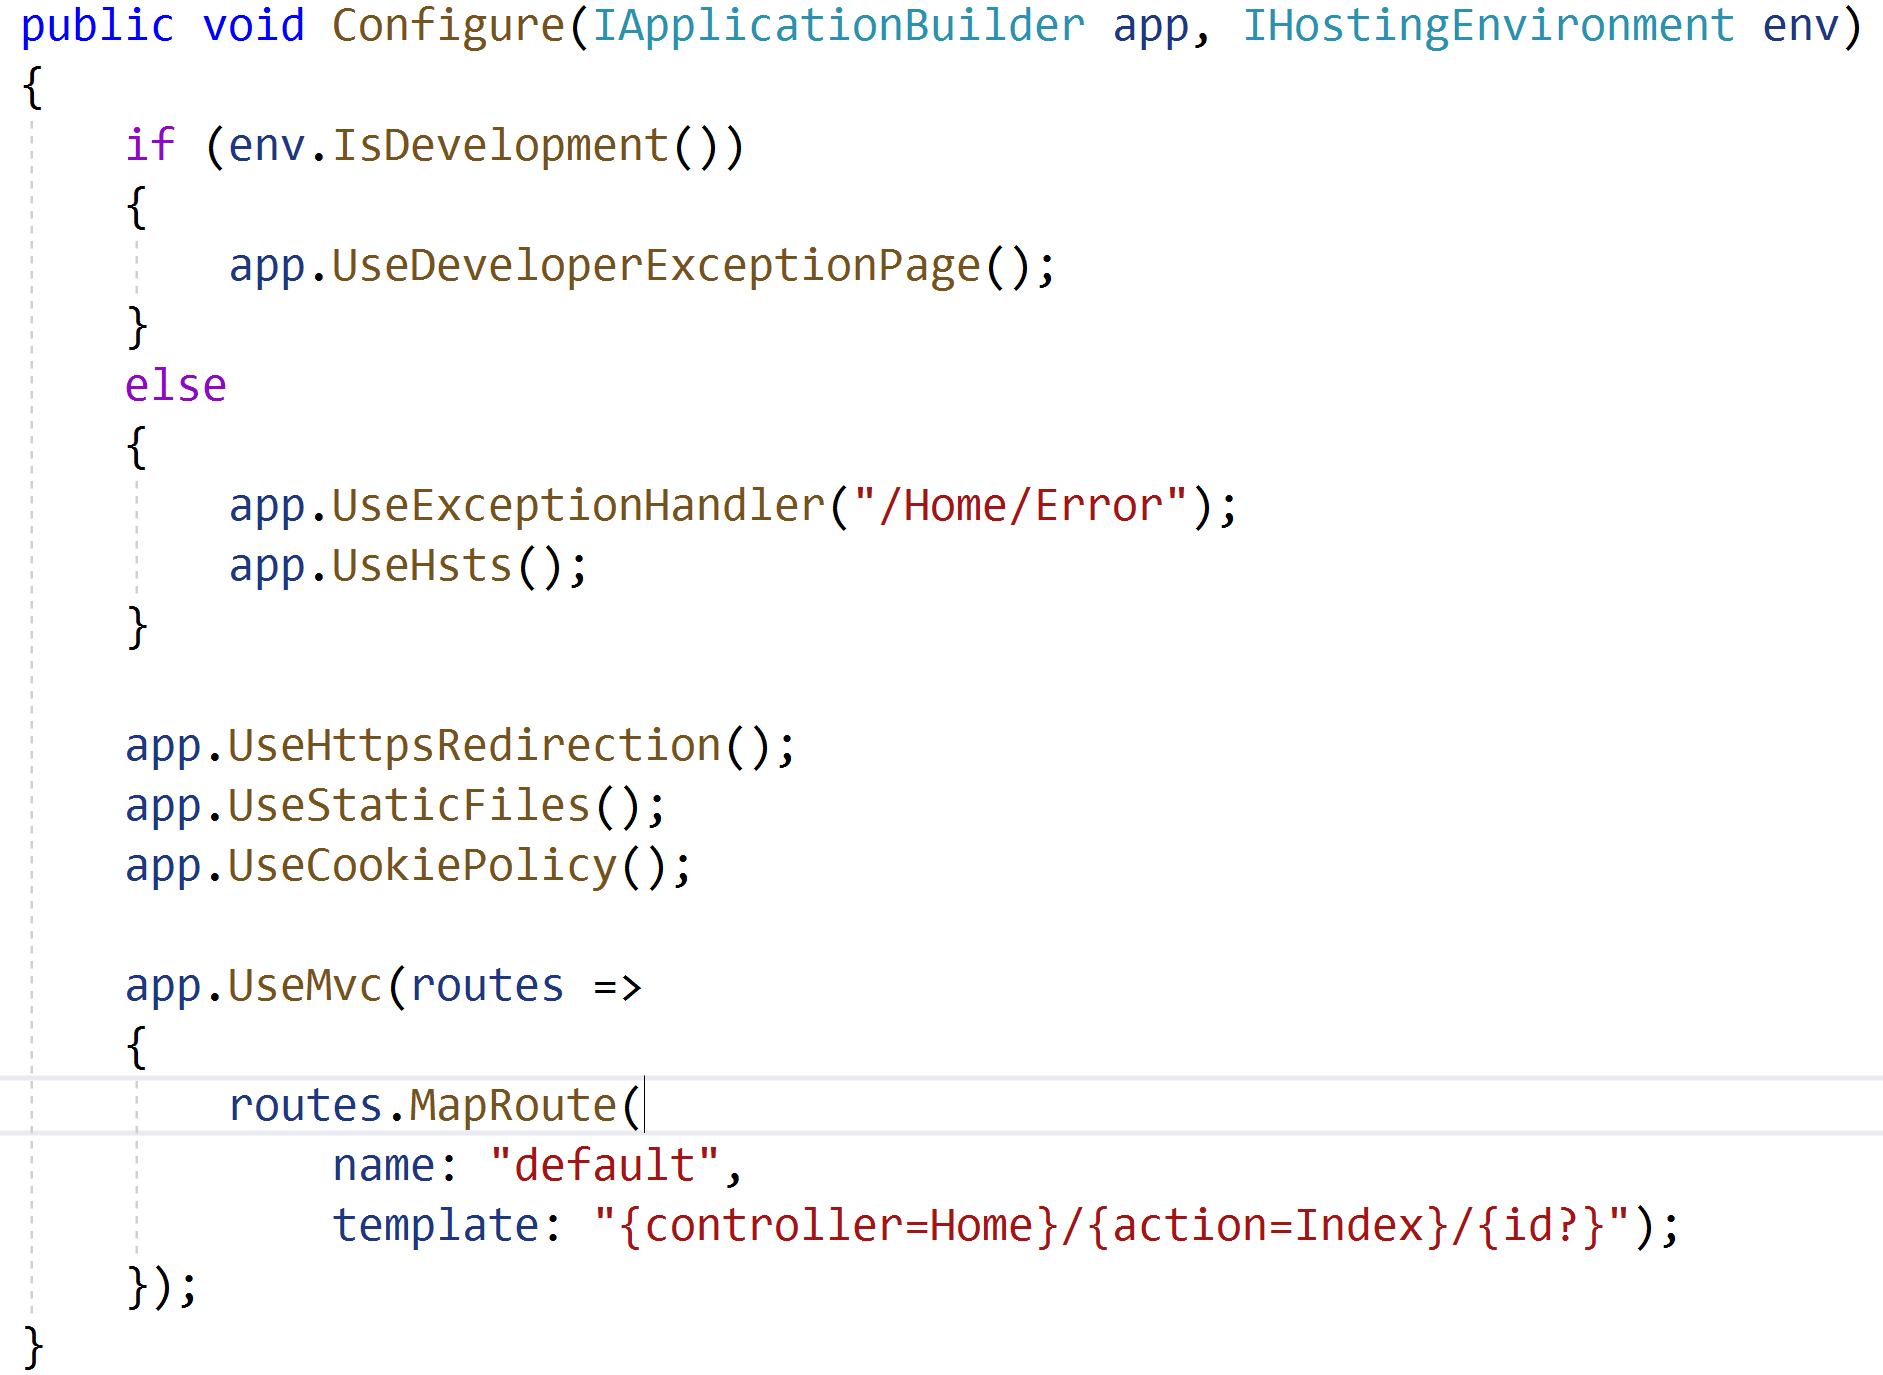 public void Configure(IApplicationBuilder app, IHostingEnvironment env)
{
    if (env.IsDevelopment())
    {
        app.UseDeveloperExceptionPage();
    }
    else
    {
        app.UseExceptionHandler("/Home/Error");
        app.UseHsts();
    }

    app.UseHttpsRedirection();
    app.UseStaticFiles();
    app.UseCookiePolicy();

    app.UseMvc(routes =>
    {
        routes.MapRoute(
            name: "default",
            template: "{controller=Home}/{action=Index}/{id?}");
    });
}